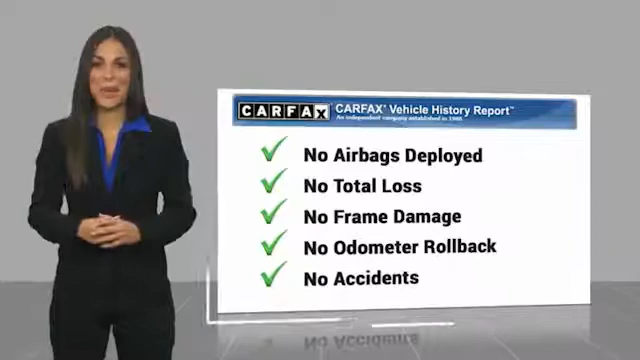 CARFAX CARFAX® Vehicle History Report™
An independent company established in 1986
No Airbags Deployed
No Total Loss
No Frame Damage
No Odometer Rollback
No Accidents